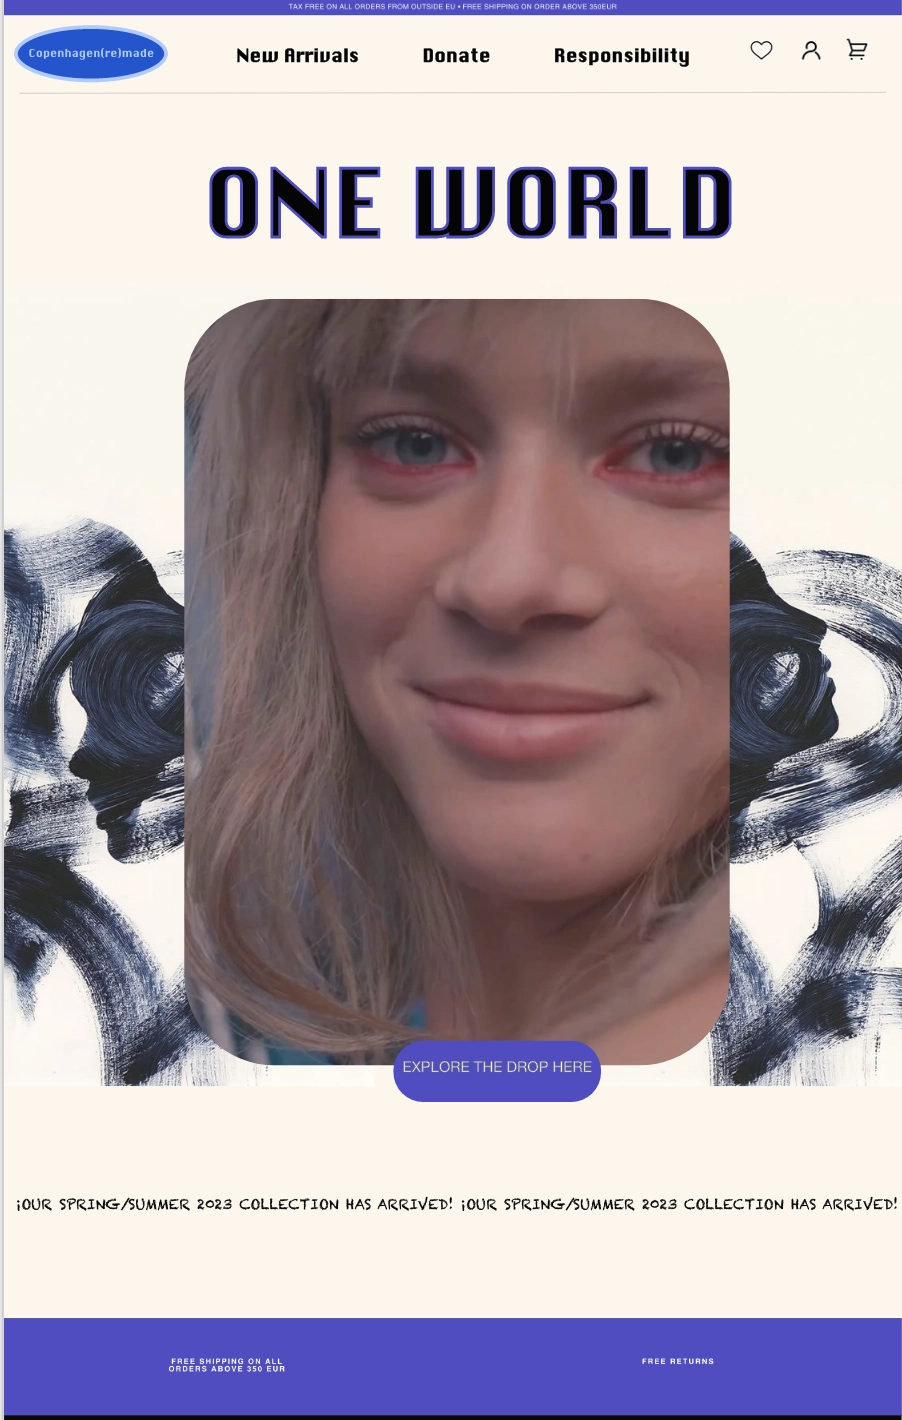 TAX FREE ON ALL ORDERS FROM OUTSIDE EU • FREE SHIPPING ON ORDER ABOVE 350EUR
Copenhagen(re)made
New Arrivals
Donate
Responsibility
ONE WORLD
EXPLORE THE DROP HERE
¡OUR SPRING/SUMMER 2023 COLLECTION HAS ARRIVED! ¡OUR SPRING/SUMMER 2023 COLLECTION HAS ARRIVED!
FREE SHIPPING ON ALL
ORDERS ABOVE 350 EUR
FREE RETURNS